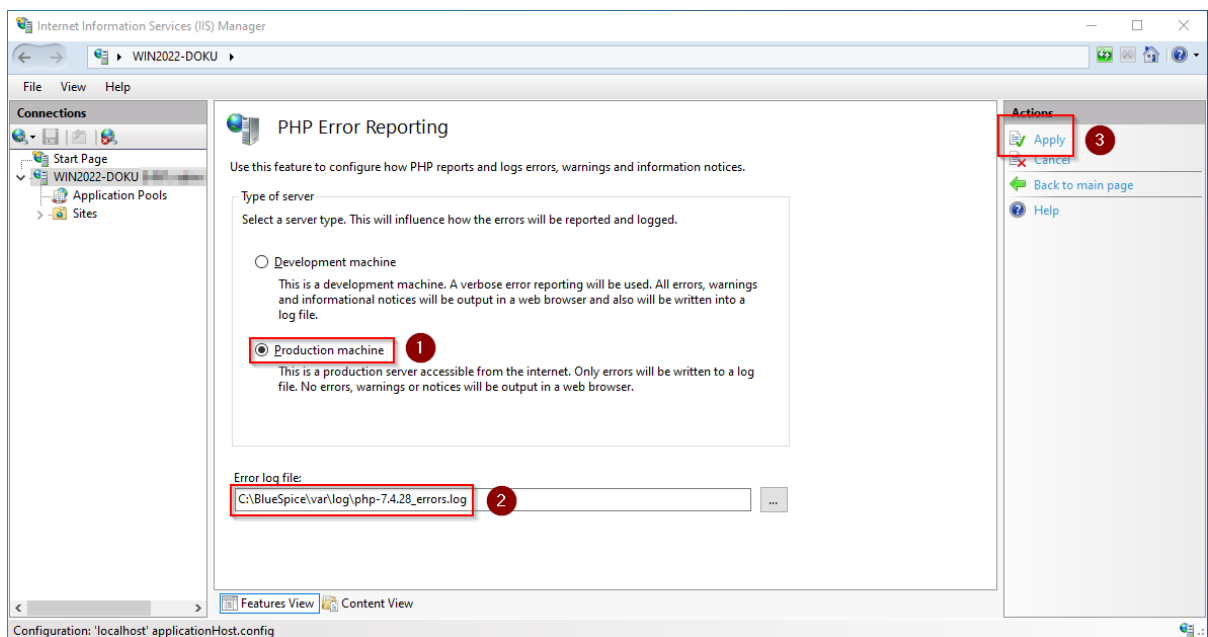 Internet Information Services (IIS) Manager
WIN2022-DOKU
File View Help
Connections
Start Page
WIN2022-DOKU
Application Pools
Sites
PHP Error Reporting
Use this feature to configure how PHP reports and logs errors, warnings and information notices.
Type of server
Select a server type. This will influence how the errors will be reported and logged.
Development machine
This is a development machine. A verbose error reporting will be used. All errors, warnings
and informational notices will be output in a web browser and also will be written into a
log file.
Production machine
1
This is a production server accessible from the internet. Only errors will be written to a log
file. No errors, warnings or notices will be output in a web browser.
Error log file:
C:\BlueSpice\var\log\php-7.4.28_errors.log
2
...
Features View Content View
Actions
Apply
3
Cancel
Back to main page
Help
Configuration: 'localhost' applicationHost.config